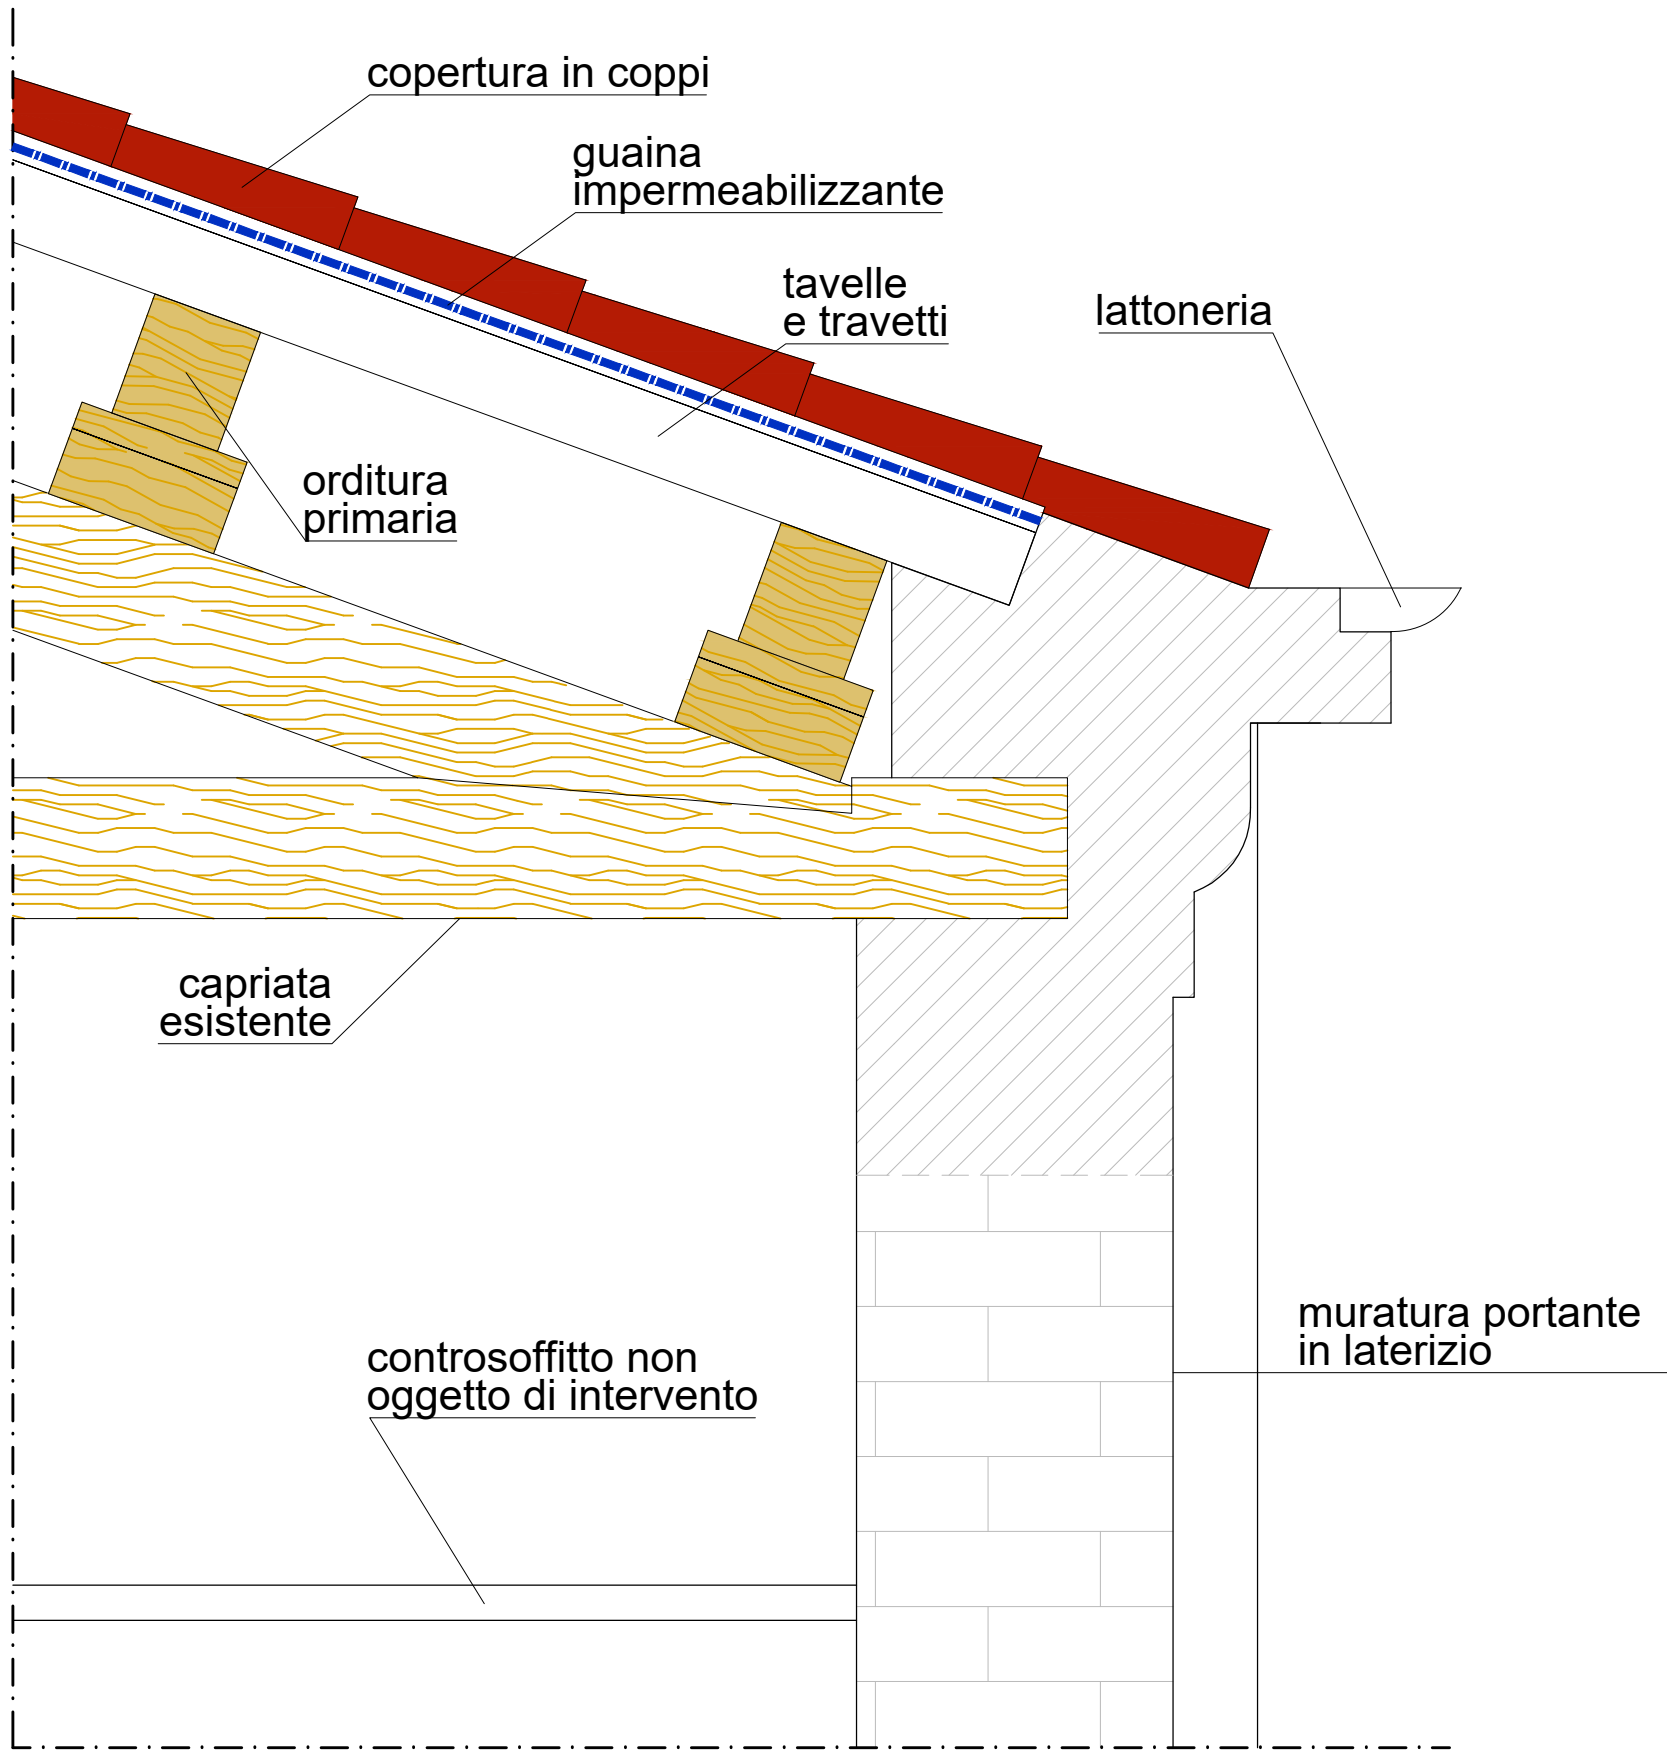 copertura in coppi
guaina
impermeabilizzante
tavelle
e travetti
lattoneria
orditura
primaria
capriata
esistente
muratura portante
in laterizio
controsoffitto non
oggetto di intervento